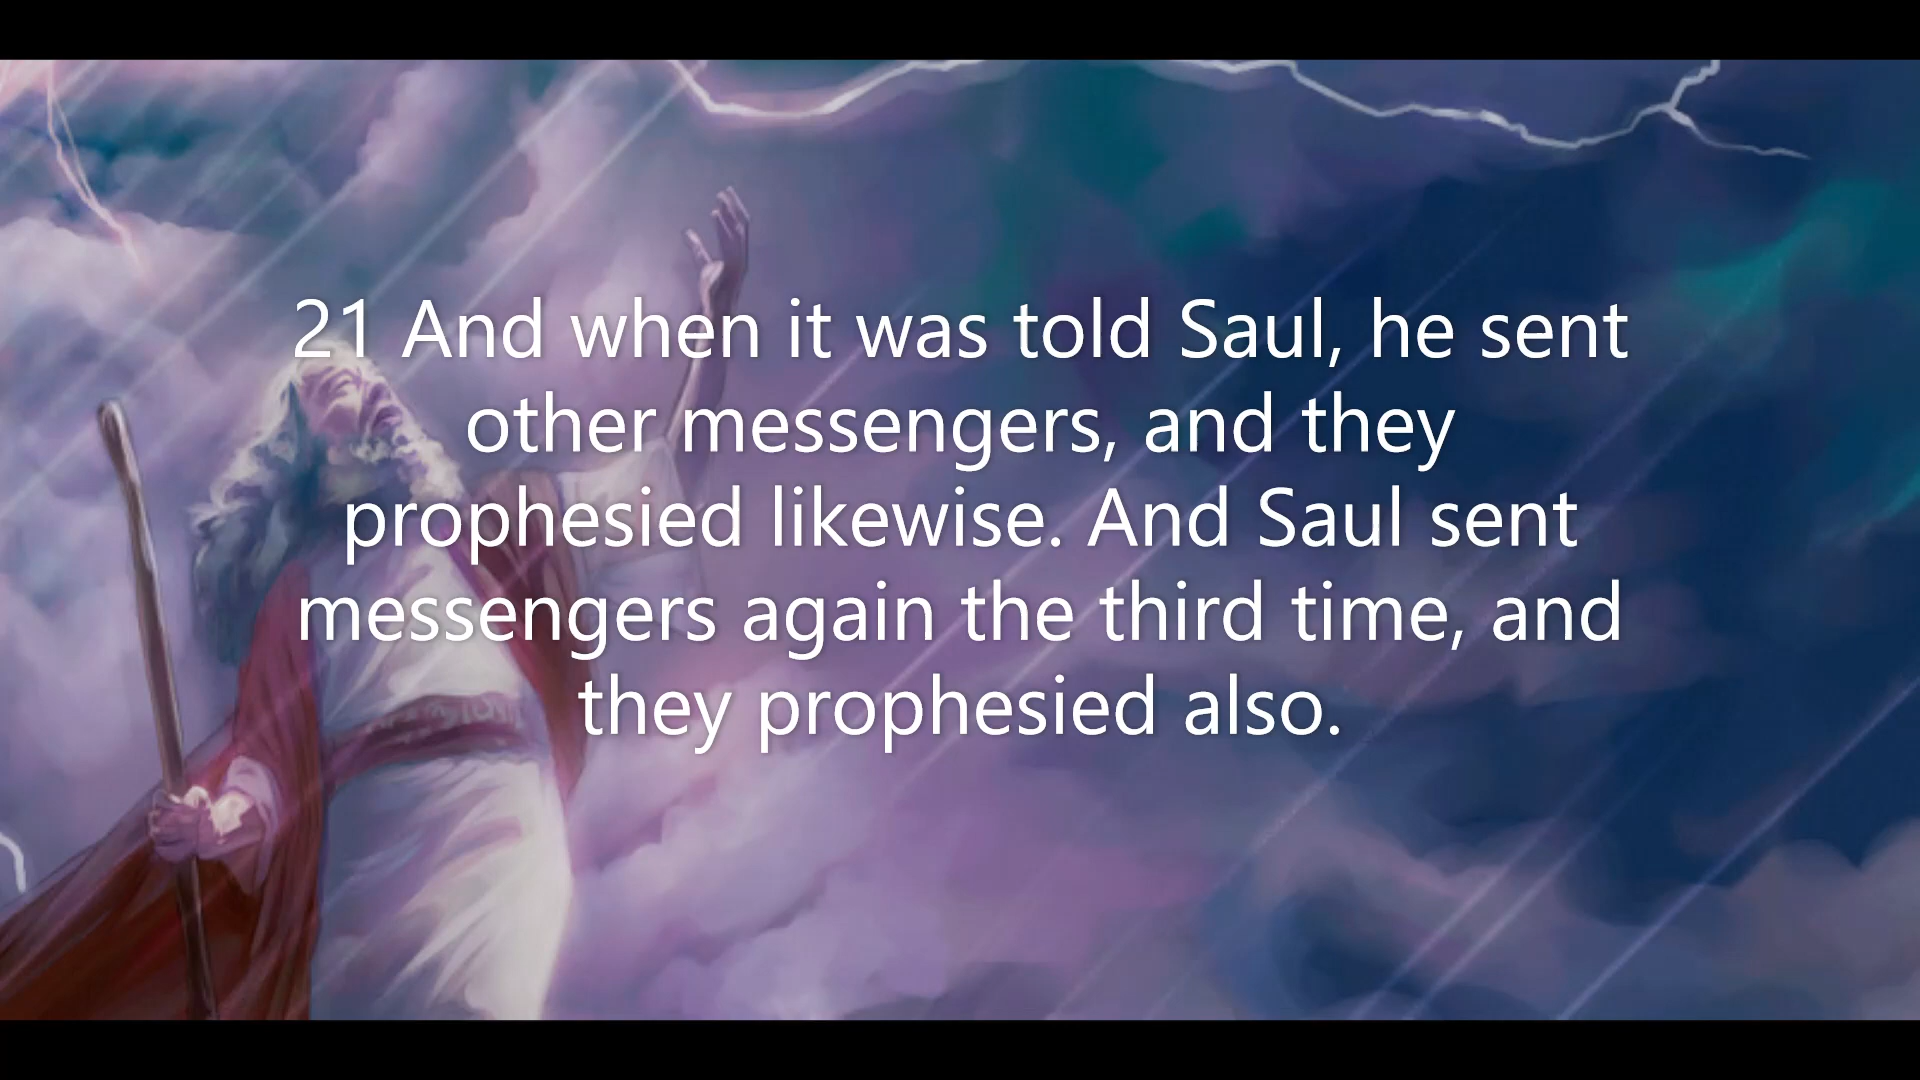 21 And when it was told Saul, he sent
other messengers, and they
prophesied likewise. And Saul sent
messengers again the third time, and
they prophesied also.